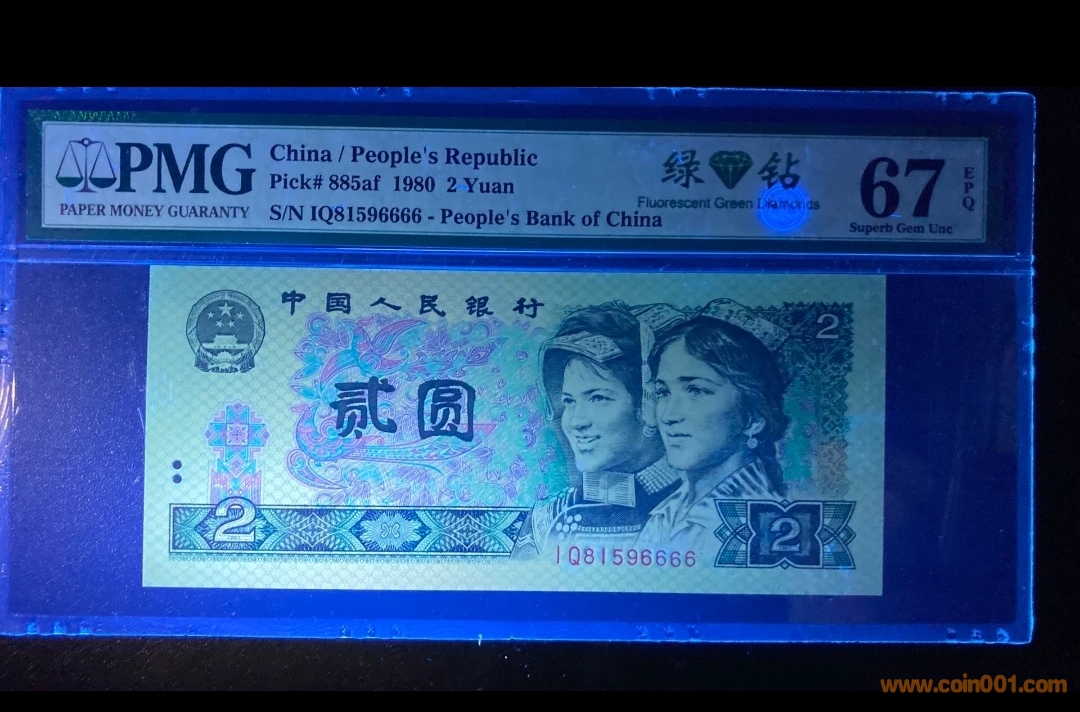 PMG
PAPER MONEY GUARANTY
China / People's Republic
Pick# 885af 1980 2 Yuan
S/N IQ81596666 - People's Bank of China
绿 钻
Fluorescent Green Diamonds
67
EPQ
Superb Gem Unc
中国人民银行
2
贰圆
2
2
IQ81596666
www.coin001.com